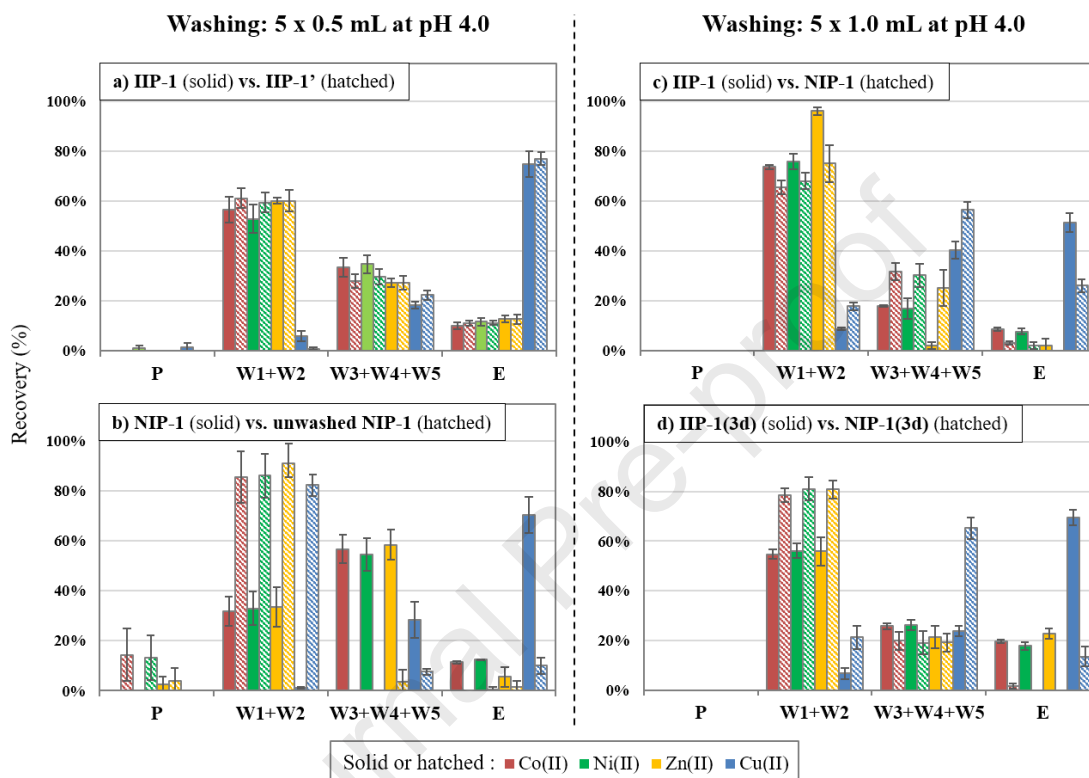 Washing: 5 x 0.5 mL at pH 4.0
Washing: 5 x 1.0 mL at pH 4.0
a) IIP-1 (solid) vs. IIP-1’ (hatched)
100%
80%
60%
40%
20%
0%
P
W1+W2
W3+W4+W5
E
c) IIP-1 (solid) vs. NIP-1 (hatched)
100%
80%
60%
40%
20%
0%
P
W1+W2
W3+W4+W5
E
Recovery (%)
b) NIP-1 (solid) vs. unwashed NIP-1 (hatched)
100%
80%
60%
40%
20%
0%
P
W1+W2
W3+W4+W5
E
d) IIP-1(3d) (solid) vs. NIP-1(3d) (hatched)
100%
80%
60%
40%
20%
0%
P
W1+W2
W3+W4+W5
E
Solid or hatched : Co(II) Ni(II) Zn(II) Cu(II)
rnal Pre-proof